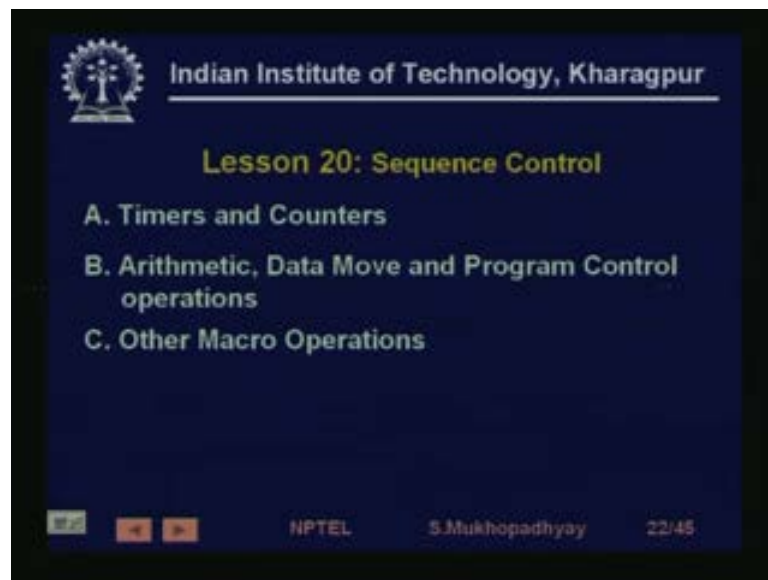 Indian Institute of Technology, Kharagpur
Lesson 20: Sequence Control
A. Timers and Counters
B. Arithmetic, Data Move and Program Control
operations
C. Other Macro Operations
NPTEL S.Mukhopadhyay 22/45